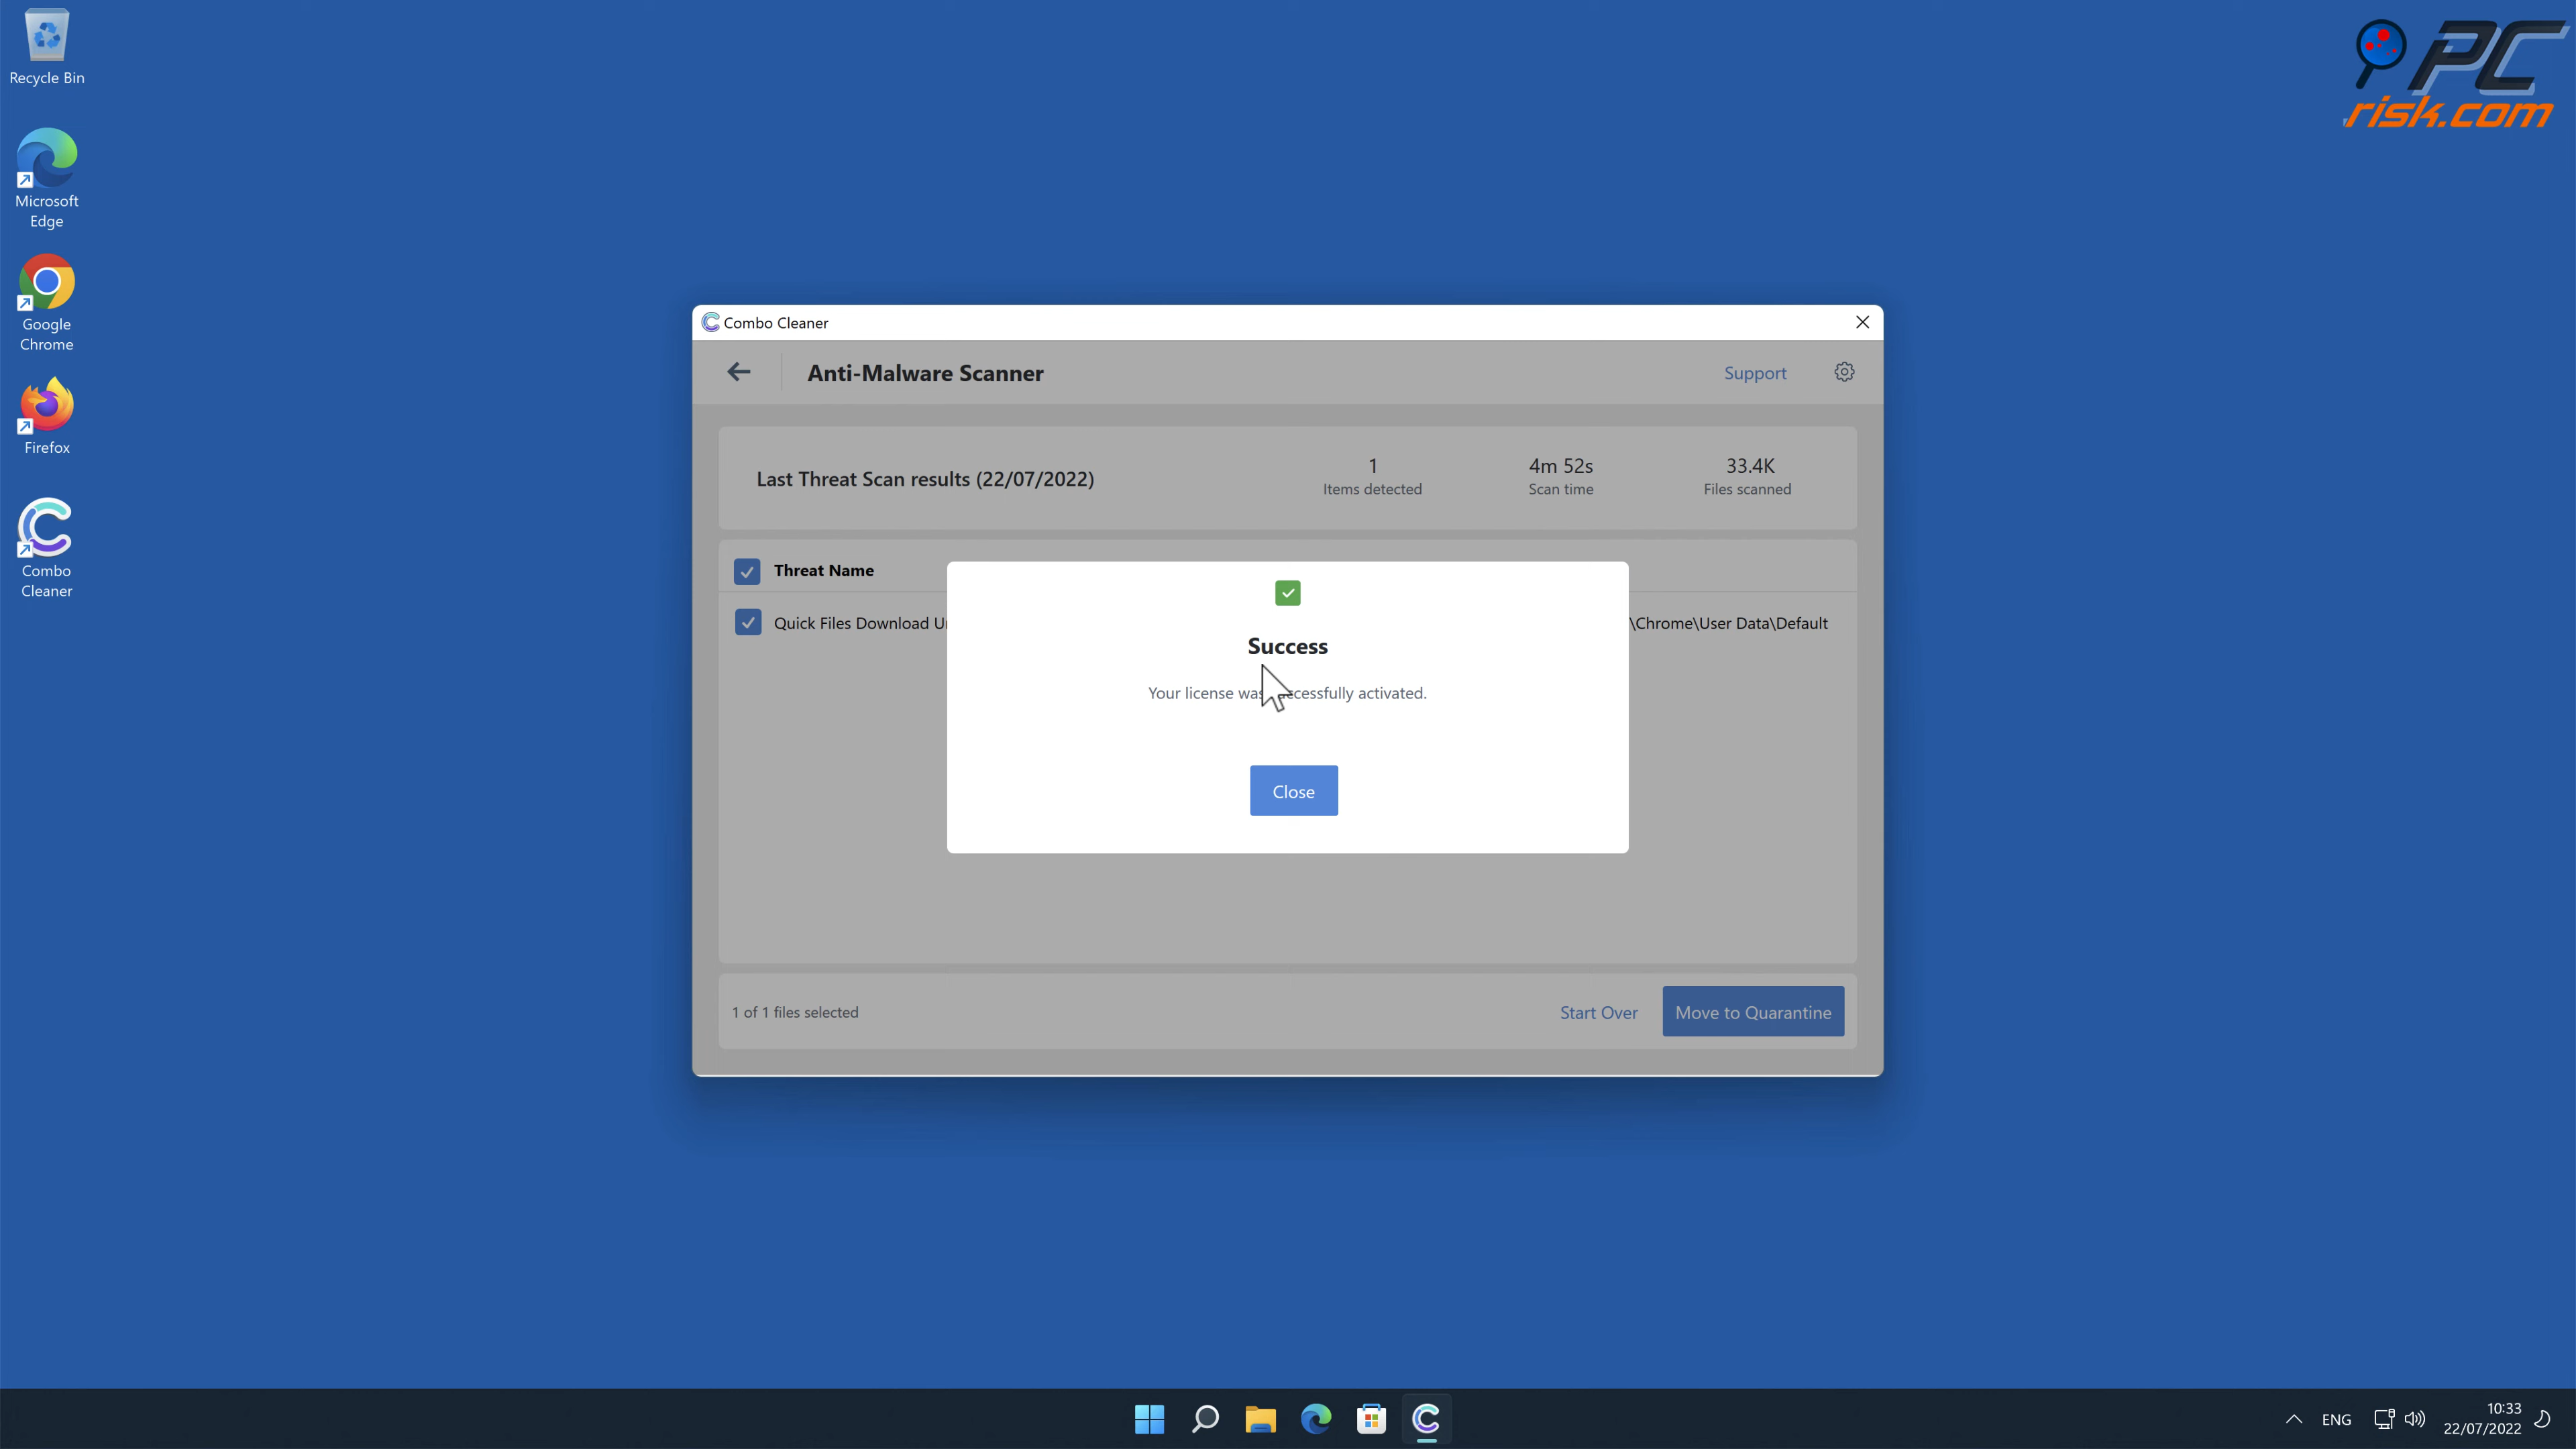 Recycle Bin
PC
risk.com
Microsoft
Edge
Google
Chrome
Firefox
Combo
Cleaner
Combo Cleaner
Anti-Malware Scanner
Support
Last Threat Scan results (22/07/2022)
1
Items detected
4m 52s
Scan time
33.4K
Files scanned
Threat Name
Quick Files Download
\Chrome\User Data\Default
Success
Your license was successfully activated.
Close
1 of 1 files selected
Start Over
Move to Quarantine
ENG
10:33
22/07/2022